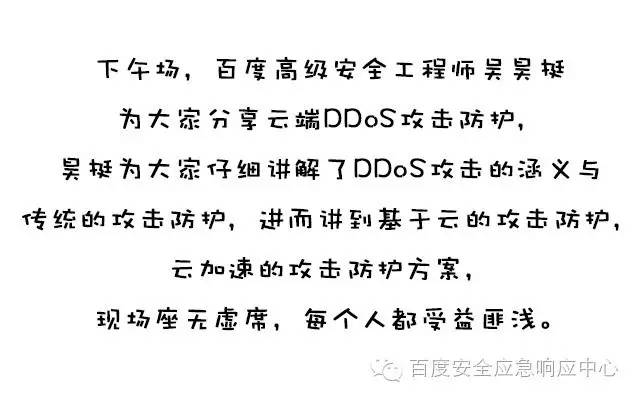 下午场，百度高级安全工程师吴昊挺
为大家分享云端DDoS攻击防护，
昊挺为大家仔细讲解了DDoS攻击的涵义与
传统的攻击防护，进而讲到基于云的攻击防护，
云加速的攻击防护方案，
现场座无虚席，每个人都受益匪浅。
百度安全应急响应中心